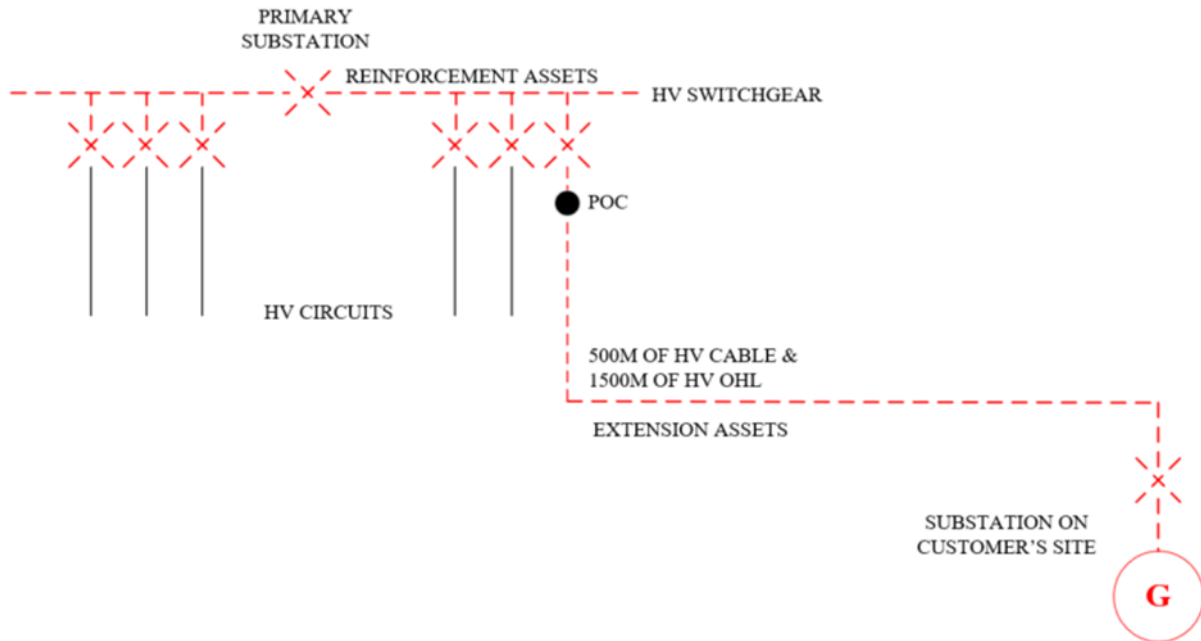 PRIMARY
SUBSTATION
REINFORCEMENT ASSETS
HV SWITCHGEAR
POC
HV CIRCUITS
500M OF HV CABLE &
1500M OF HV OHL
EXTENSION ASSETS
SUBSTATION ON
CUSTOMER'S SITE
G